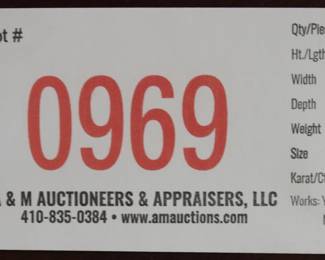 ot #
0969
A & M AUCTIONEERS & APPRAISERS, LLC
410-835-0384 • www.amauctions.com
Qty/Pie
Ht./Lgth
Width
Depth
Weight
Size
Karat/C
Works: